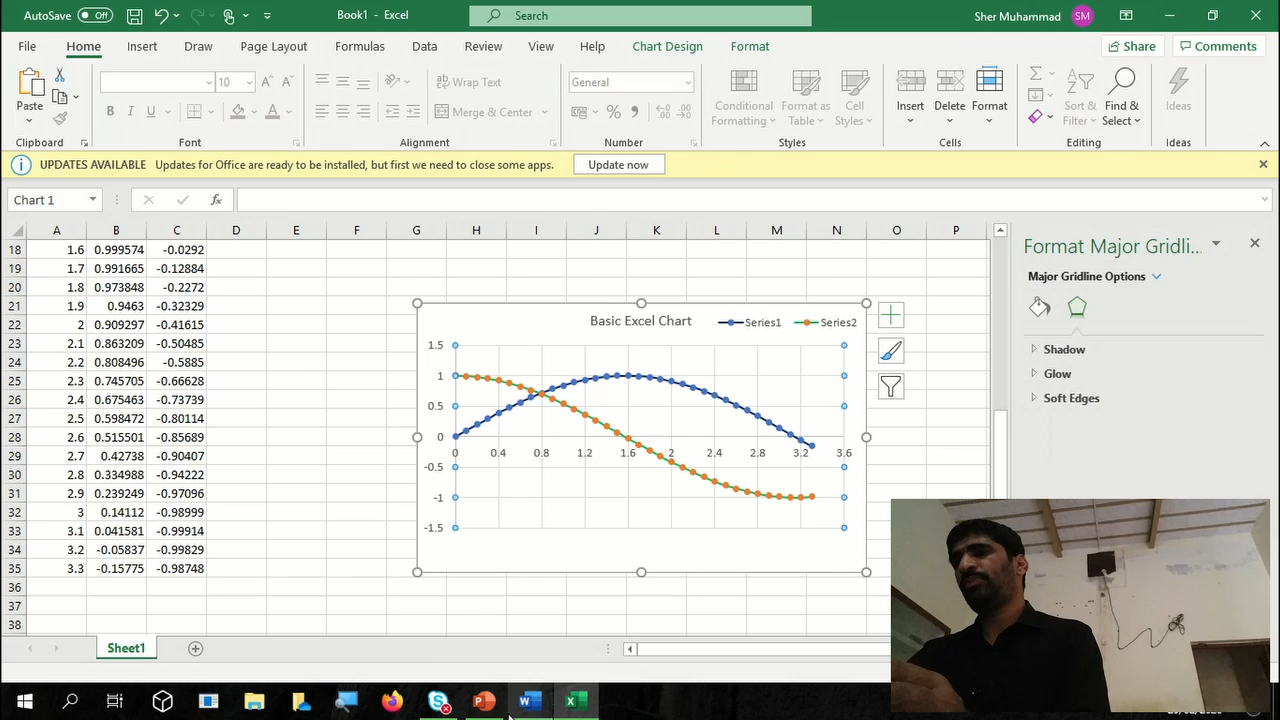 AutoSave Off Book1 - Excel Search Sher Muhammad SM
File Home Insert Draw Page Layout Formulas Data Review View Help Chart Design Format Share Comments
Paste 10 Wrap Text General Conditional Formatting Format as Table Cell Styles Insert Delete Format Sort & Filter Find & Select Ideas
B I U Merge & Center
Clipboard Font Alignment Number Styles Cells Editing Ideas
UPDATES AVAILABLE Updates for Office are ready to be installed, but first we need to close some apps. Update now
Chart 1 fx
A B C D E F G H I J K L M N O P
18 1.6 0.999574 -0.0292
19 1.7 0.991665 -0.12884
20 1.8 0.973848 -0.2272
21 1.9 0.9463 -0.32329
22 2 0.909297 -0.41615
23 2.1 0.863209 -0.50485
24 2.2 0.808496 -0.5885
25 2.3 0.745705 -0.66628
26 2.4 0.675463 -0.73739
27 2.5 0.598472 -0.80114
28 2.6 0.515501 -0.85689
29 2.7 0.42738 -0.90407
30 2.8 0.334988 -0.94222
31 2.9 0.239249 -0.97096
32 3 0.14112 -0.98999
33 3.1 0.041581 -0.99914
34 3.2 -0.05837 -0.99829
35 3.3 -0.15775 -0.98748
36
37
38
Basic Excel Chart Series1 Series2
1.5
1
0.5
0
0 0.4 0.8 1.2 1.6 2 2.4 2.8 3.2 3.6
-0.5
-1
-1.5
Format Major Gridli...
Major Gridline Options
Shadow
Glow
Soft Edges
Sheet1